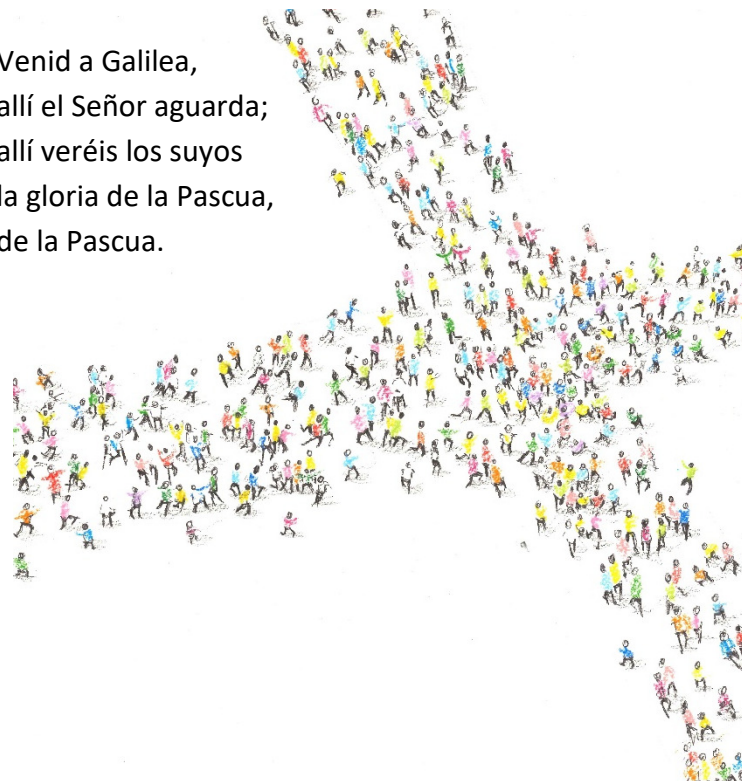 Venid a Galilea,
allí el Señor aguarda;
allí veréis los suyos
la gloria de la Pascua,
de la Pascua.